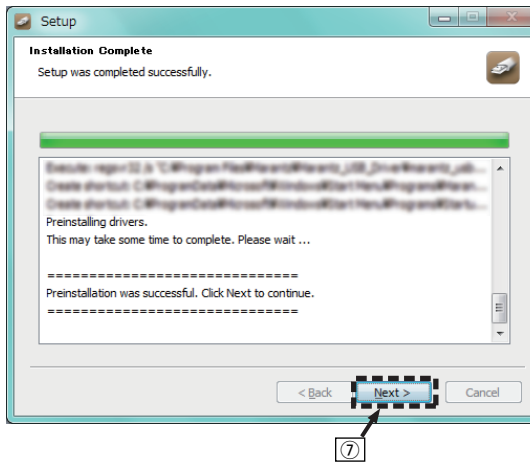 Setup
Installation Complete
Setup was completed successfully.
Preinstalling drivers.
This may take some time to complete. Please wait ...
==============================
Preinstallation was successful. Click Next to continue.
==============================
< Back
Next >
Cancel
⑦